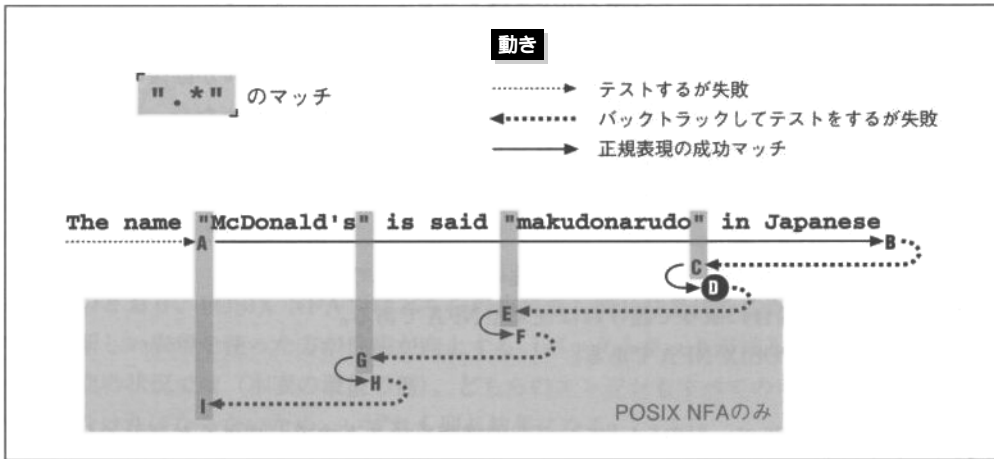 動き
".*" のマッチ
テストするが失敗
バックトラックしてテストをするが失敗
正規表現の成功マッチ
The name "McDonald's" is said "makudonarudo" in Japanese
A
B
C
D
E
F
G
H
I
POSIX NFAのみ